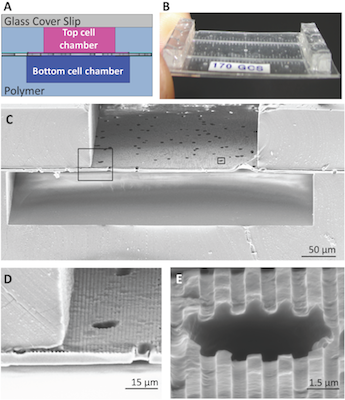 A
Glass Cover Slip
Top cell
chamber
Bottom cell chamber
Polymer
B
170 GCS
C
50 µm
D
15 µm
E
1.5 µm